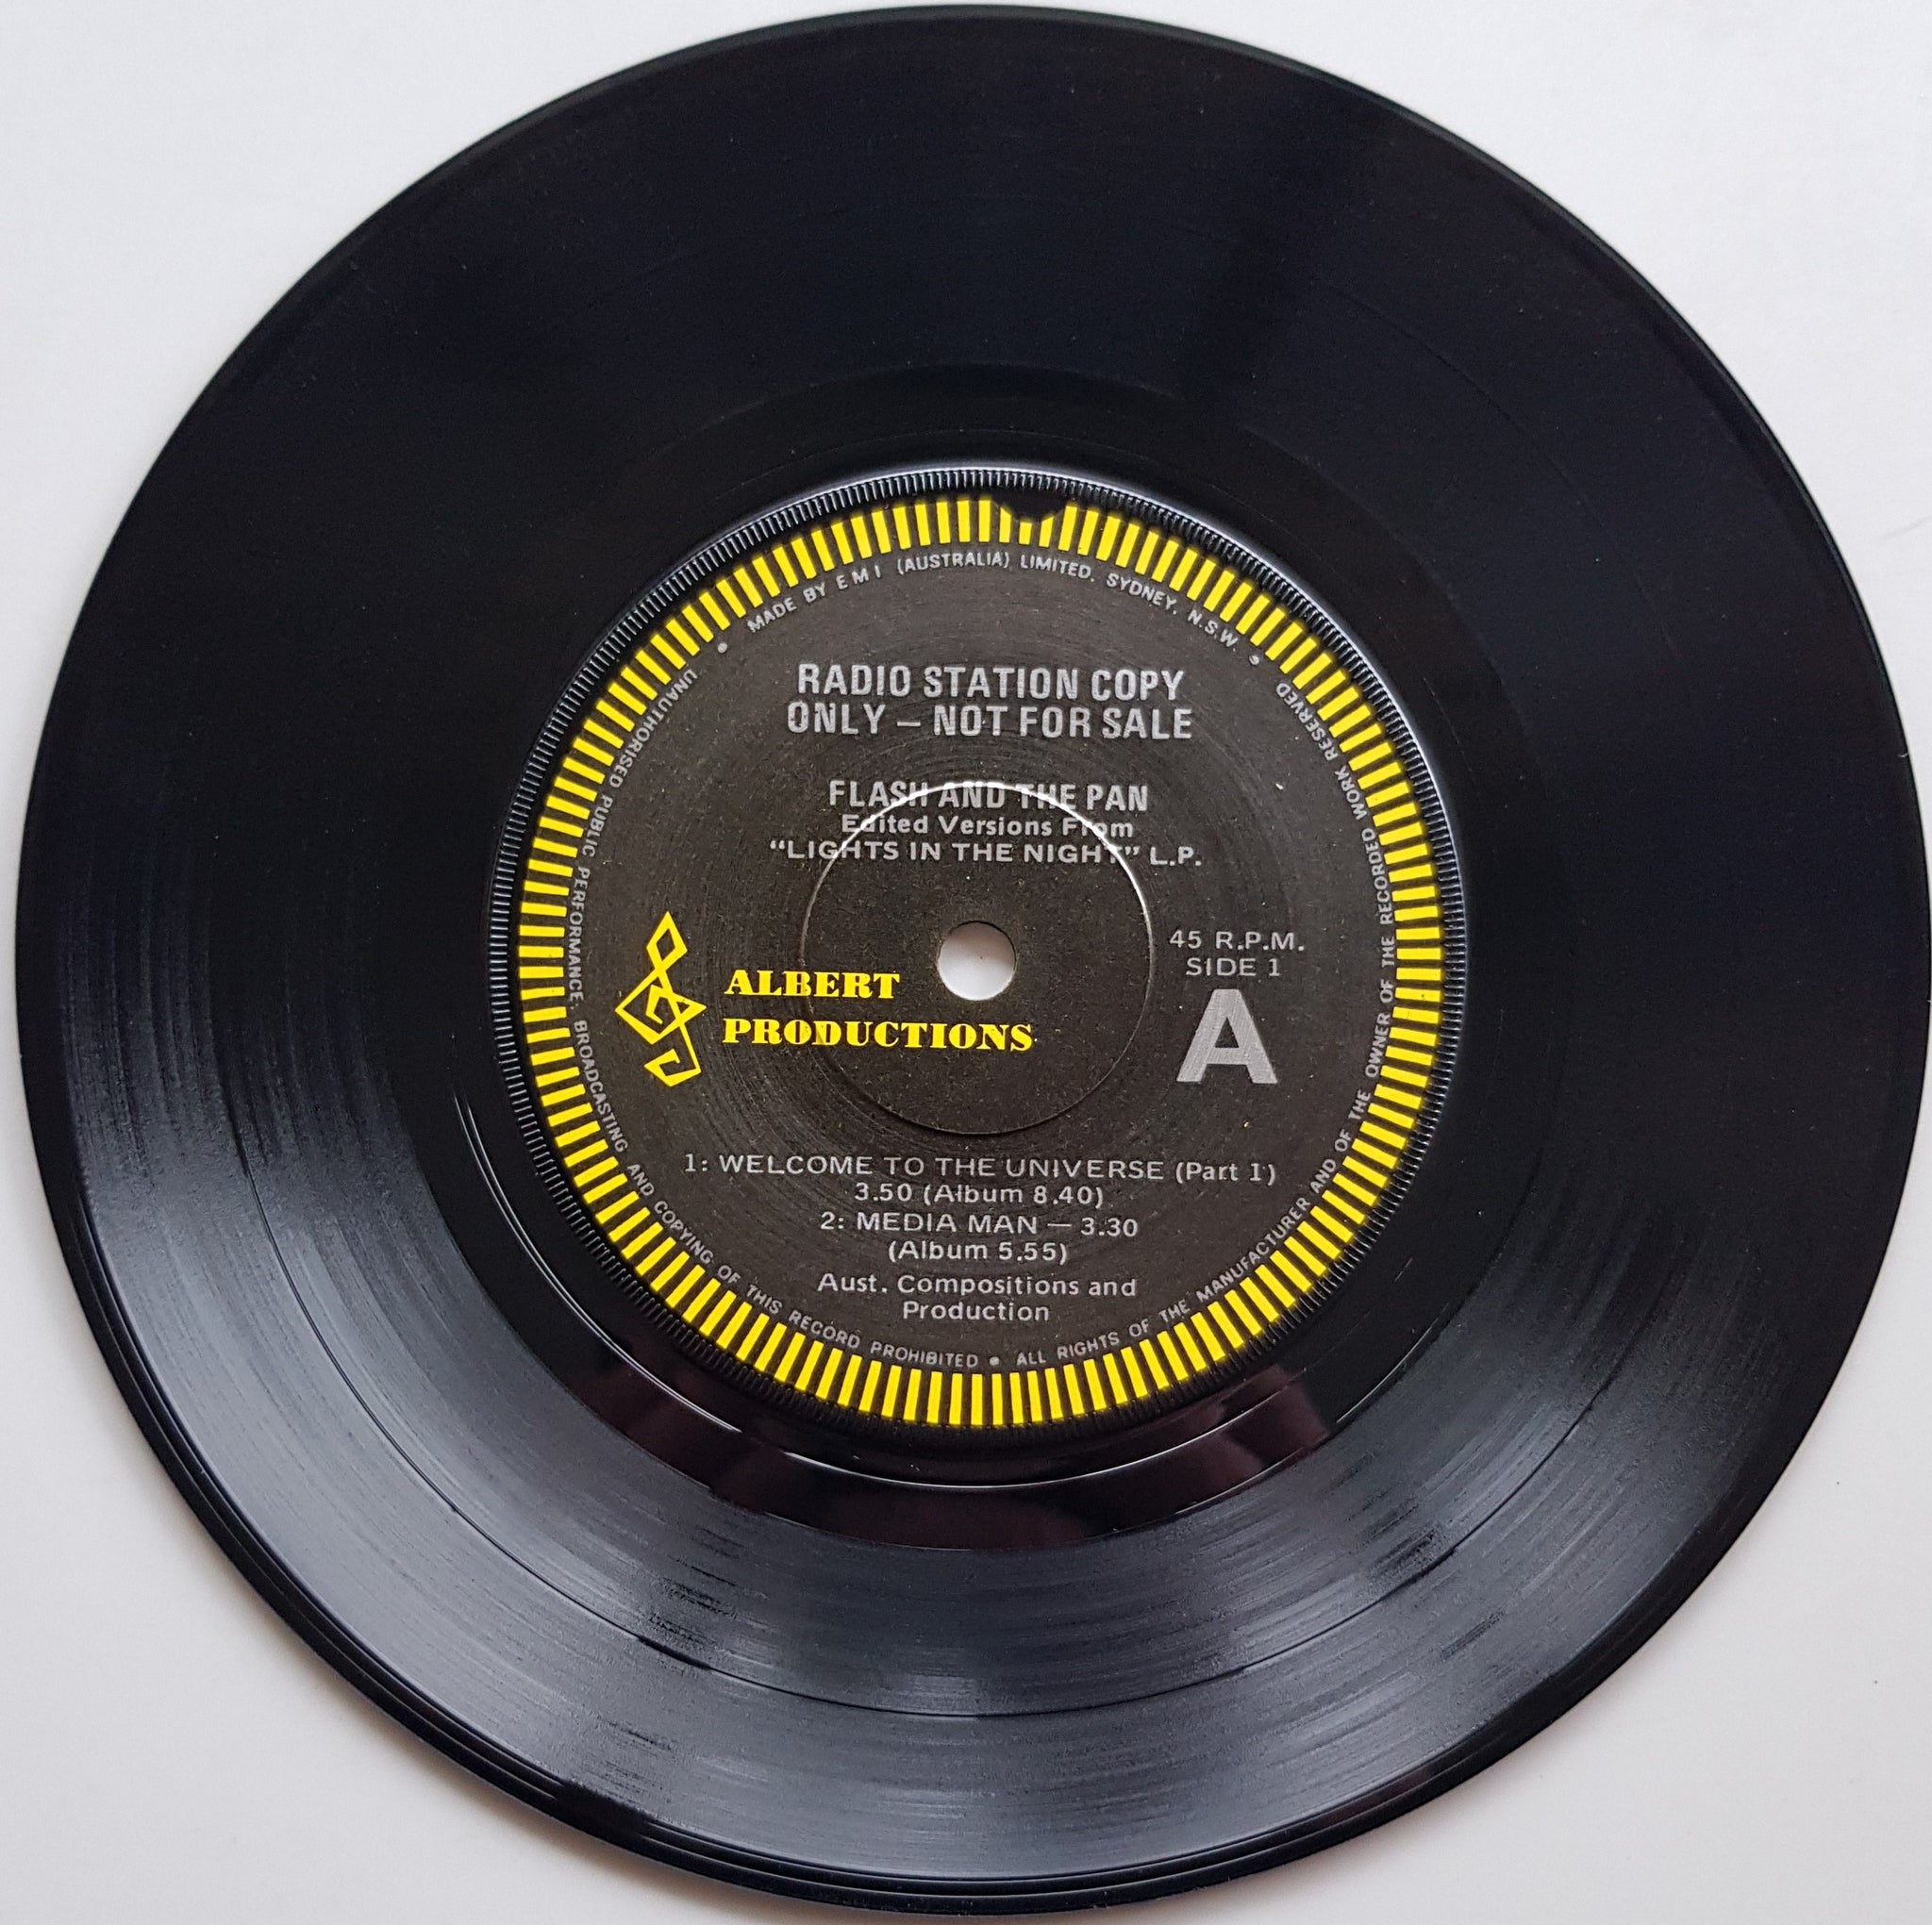 MADE BY E M I (AUSTRALIA) LIMITED. SYDNEY, N.S.W. •
RADIO STATION COPY
ONLY – NOT FOR SALE
FLASH AND THE PAN
Edited Versions From
“LIGHTS IN THE NIGHT” L.P.
45 R.P.M.
SIDE 1
A
ALBERT
PRODUCTIONS
1: WELCOME TO THE UNIVERSE (Part 1)
3.50 (Album 8.40)
2: MEDIA MAN – 3.30
(Album 5.55)
Aust. Compositions and
Production
UNAUTHORISED PUBLIC PERFORMANCE, BROADCASTING AND COPYING OF THIS RECORD PROHIBITED • ALL RIGHTS OF THE MANUFACTURER AND OF THE OWNER OF THE RECORDED WORK RESERVED